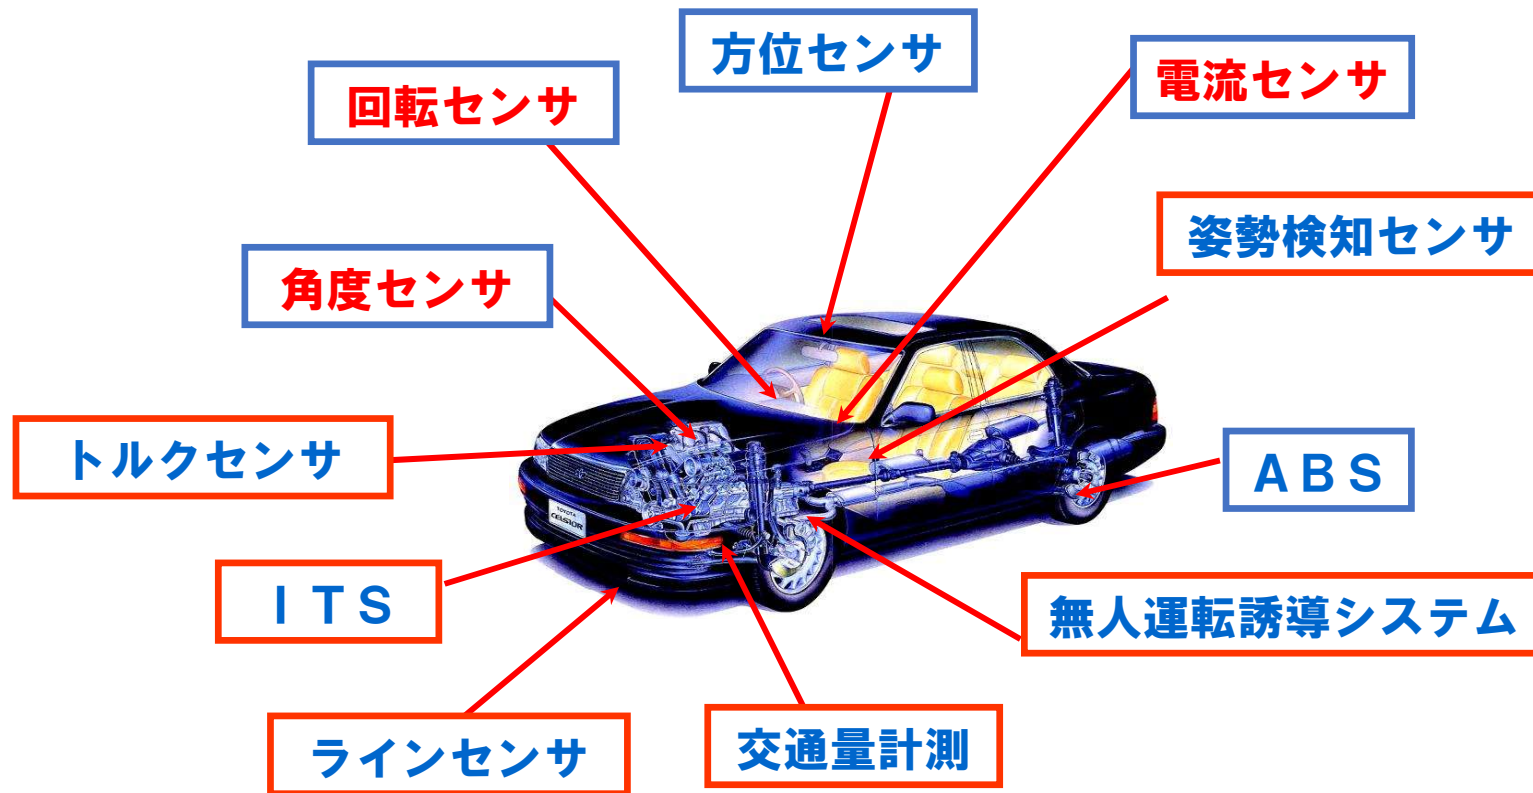 方位センサ
電流センサ
回転センサ
姿勢検知センサ
角度センサ
トルクセンサ
ＡＢＳ
ＩＴＳ
無人運転誘導システム
ラインセンサ
交通量計測
TOYOTA
CELSIOR